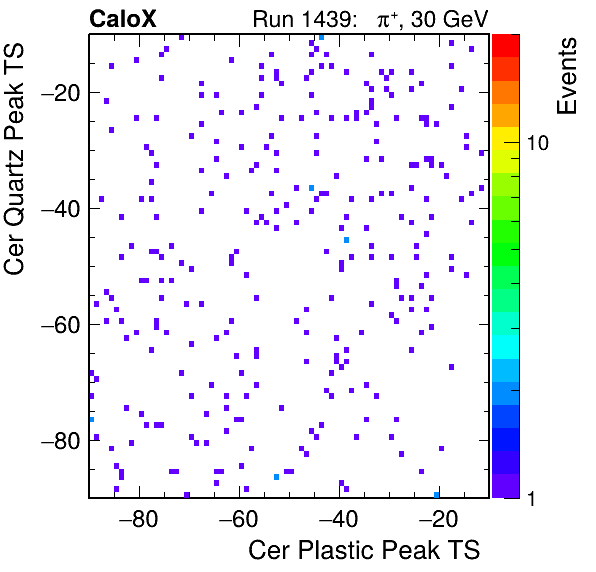 CaloX Run 1439: π⁺, 30 GeV
Cer Quartz Peak TS
−20
−40
−60
−80
−80 −60 −40 −20
Cer Plastic Peak TS
Events
10
1